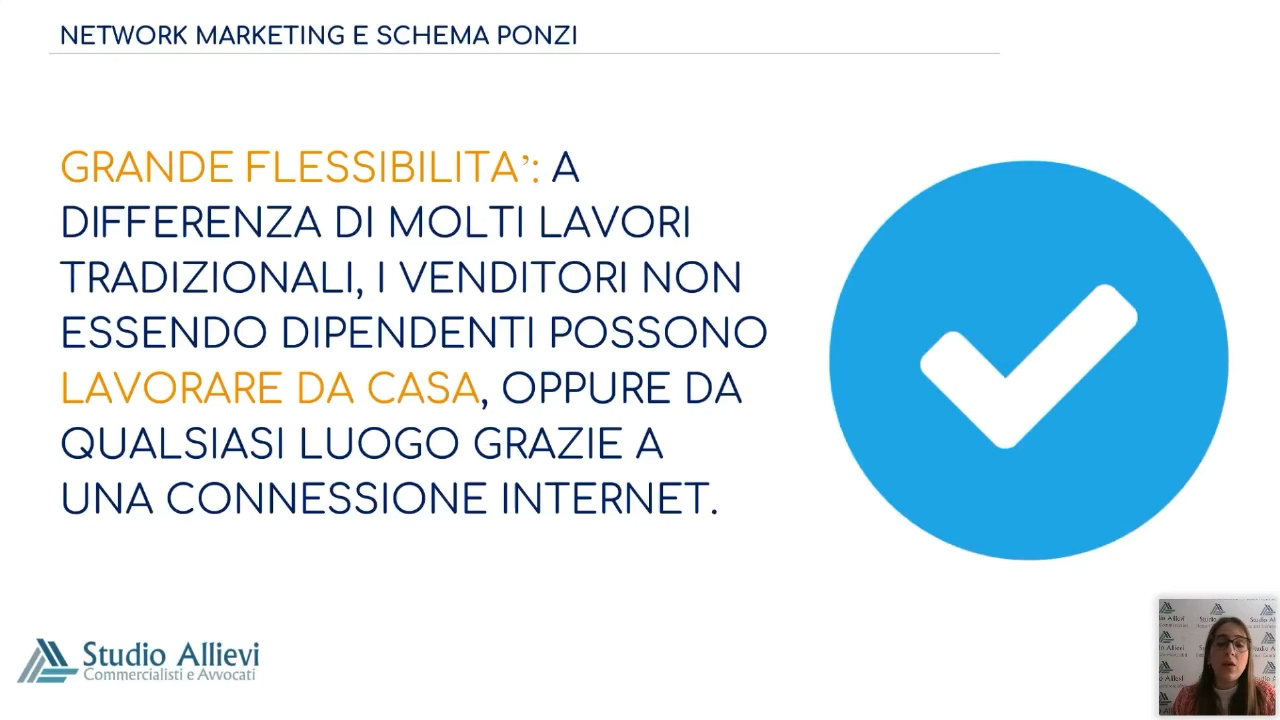 NETWORK MARKETING E SCHEMA PONZI
GRANDE FLESSIBILITA’: A
DIFFERENZA DI MOLTI LAVORI
TRADIZIONALI, I VENDITORI NON
ESSENDO DIPENDENTI POSSONO
LAVORARE DA CASA, OPPURE DA
QUALSIASI LUOGO GRAZIE A
UNA CONNESSIONE INTERNET.
Studio Allievi
Commercialisti e Avvocati